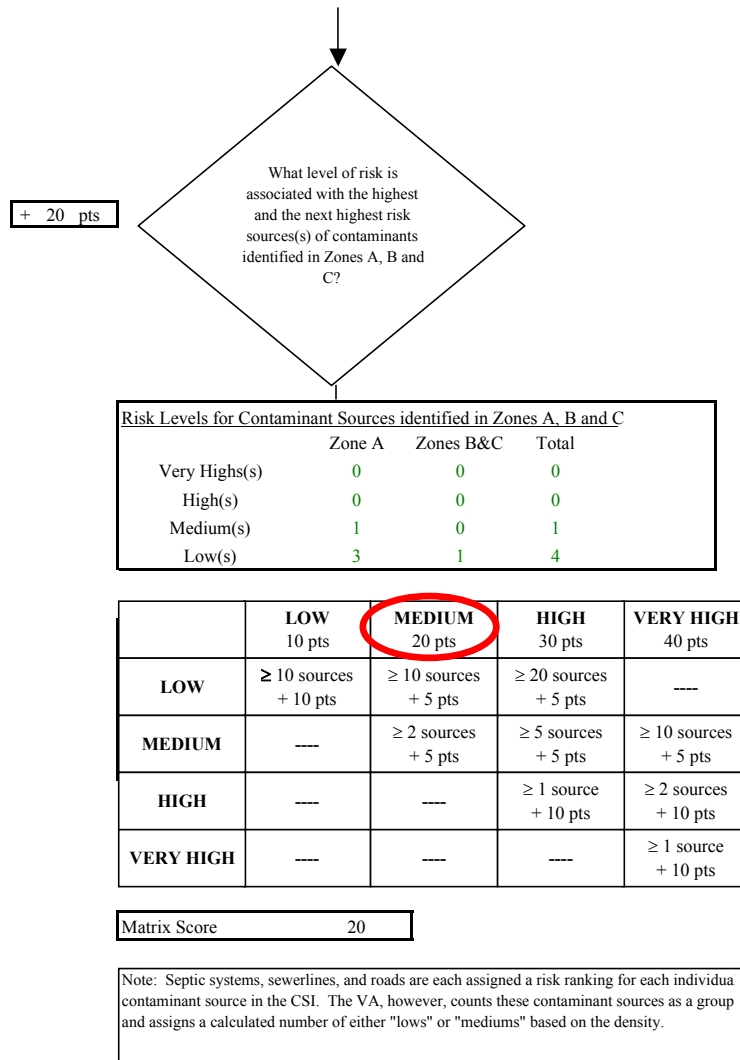 What level of risk is
associated with the highest
and the next highest risk
sources(s) of contaminants
identified in Zones A, B and
C?
+ 20 pts
Risk Levels for Contaminant Sources identified in Zones A, B and C
Zone A Zones B&C Total
Very Highs(s) 0 0 0
High(s) 0 0 0
Medium(s) 1 0 1
Low(s) 3 1 4
LOW MEDIUM HIGH VERY HIGH
10 pts 20 pts 30 pts 40 pts
LOW ≥ 10 sources + 10 pts ≥ 10 sources + 5 pts ≥ 20 sources + 5 pts ----
MEDIUM ---- ≥ 2 sources + 5 pts ≥ 5 sources + 5 pts ≥ 10 sources + 5 pts
HIGH ---- ---- ≥ 1 source + 10 pts ≥ 2 sources + 10 pts
VERY HIGH ---- ---- ---- ≥ 1 source + 10 pts
Matrix Score 20
Note: Septic systems, sewerlines, and roads are each assigned a risk ranking for each individua
contaminant source in the CSI. The VA, however, counts these contaminant sources as a group
and assigns a calculated number of either "lows" or "mediums" based on the density.